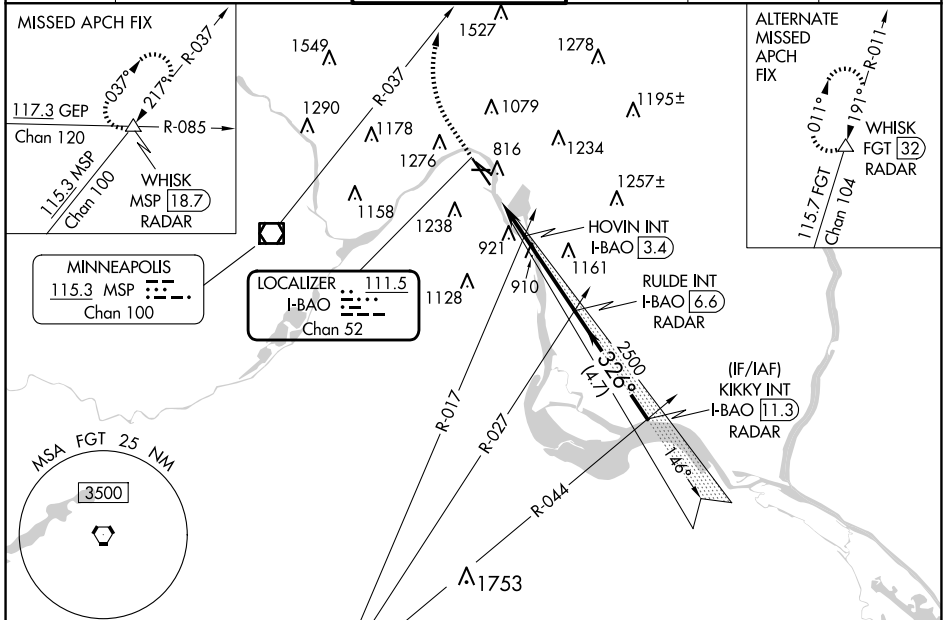 MISSED APCH FIX
037°
217°
R-037
117.3 GEP
Chan 120
R-085
115.3 MSP
Chan 100
WHISK
MSP 18.7
RADAR
1549
1527
1278
R-037
1290
1178
1079
1195±
1276
816
1234
1158
1238
1257±
921
910
1161
1128
HOVIN INT
I-BAO 3.4
RULDE INT
I-BAO 6.6
RADAR
ALTERNATE
MISSED
APCH
FIX
R-011
011°
191°
WHISK
FGT 32
RADAR
115.7 FGT
Chan 104
MINNEAPOLIS
115.3 MSP
Chan 100
LOCALIZER 111.5
I-BAO
Chan 52
2500
326°
(4.7)
(IF/IAF)
KIKKY INT
I-BAO 11.3
RADAR
146°
R-017
R-027
R-044
MSA FGT 25 NM
3500
1753